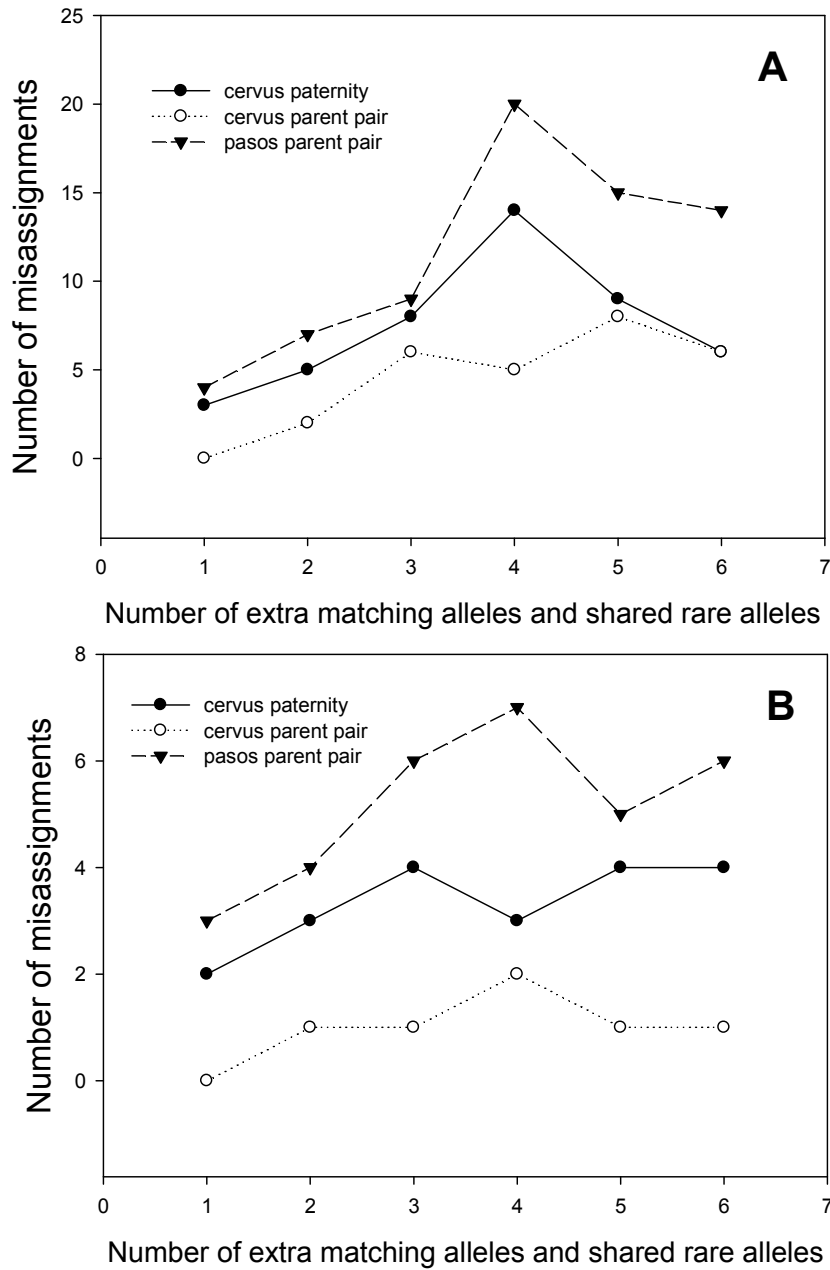 A
cervus paternity
cervus parent pair
pasos parent pair
Number of misassignments
25
20
15
10
5
0
0 1 2 3 4 5 6 7
Number of extra matching alleles and shared rare alleles
B
cervus paternity
cervus parent pair
pasos parent pair
Number of misassignments
8
6
4
2
0
0 1 2 3 4 5 6 7
Number of extra matching alleles and shared rare alleles